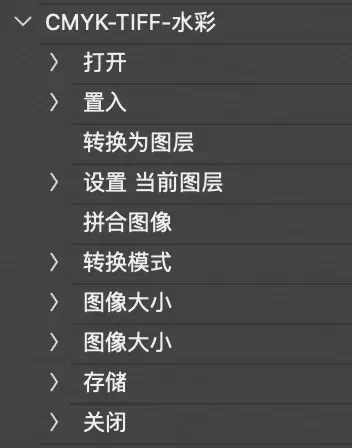 CMYK-TIFF-水彩
打开
置入
转换为图层
设置 当前图层
拼合图像
转换模式
图像大小
图像大小
存储
关闭